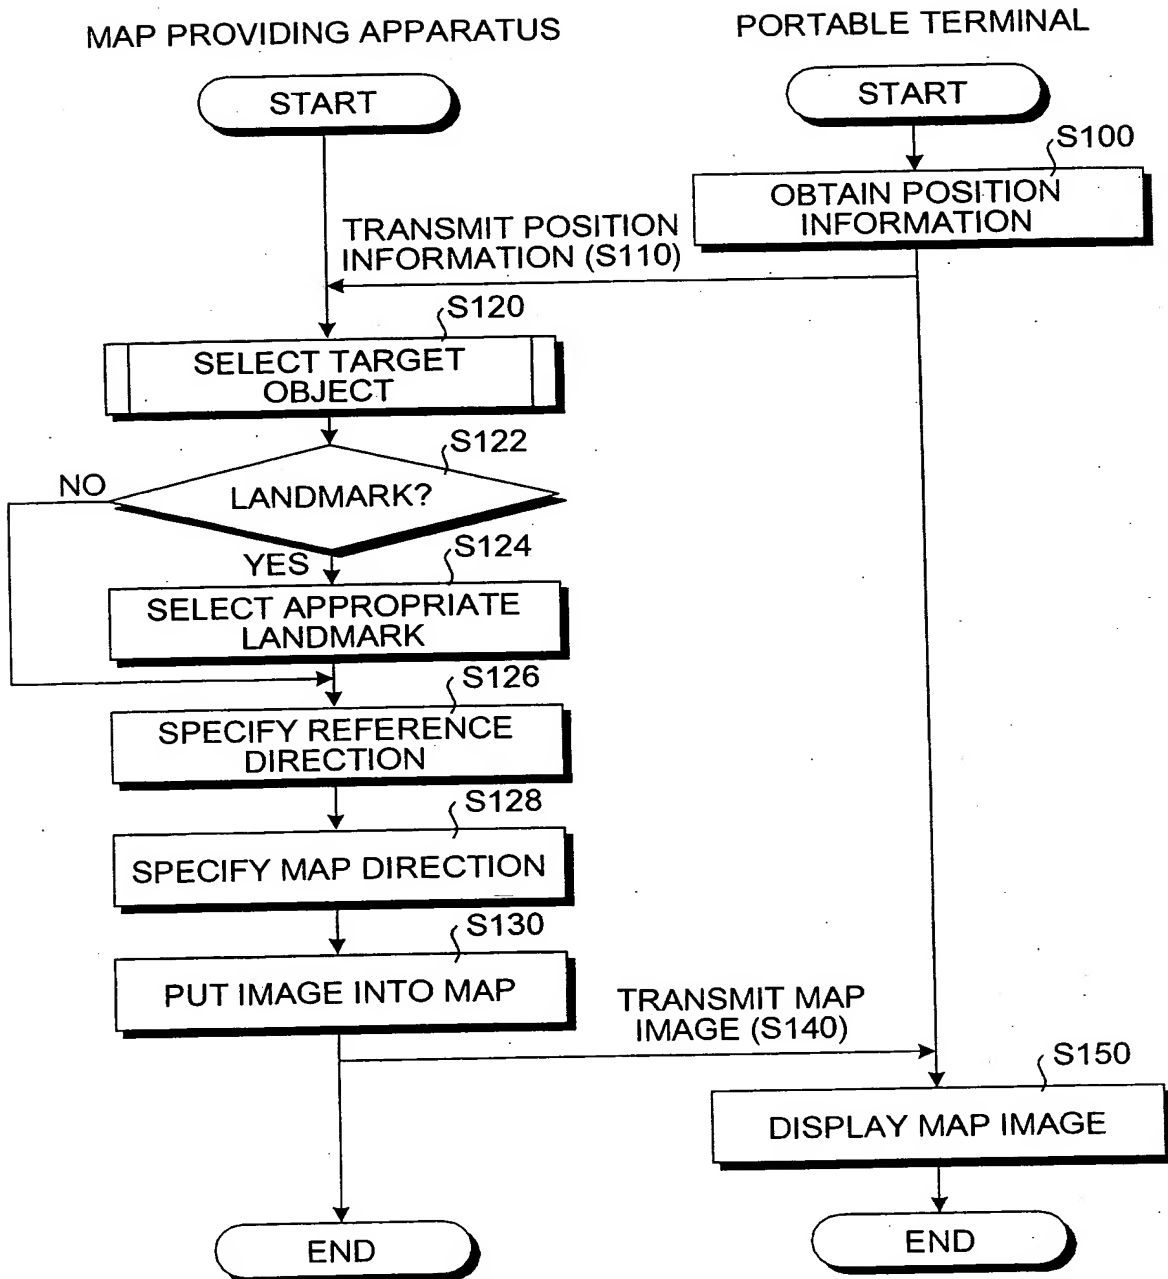 MAP PROVIDING APPARATUS
PORTABLE TERMINAL
START
START
S100
OBTAIN POSITION
INFORMATION
TRANSMIT POSITION
INFORMATION (S110)
S120
SELECT TARGET
OBJECT
S122
NO
LANDMARK?
YES
S124
SELECT APPROPRIATE
LANDMARK
S126
SPECIFY REFERENCE
DIRECTION
S128
SPECIFY MAP DIRECTION
S130
PUT IMAGE INTO MAP
TRANSMIT MAP
IMAGE (S140)
S150
DISPLAY MAP IMAGE
END
END